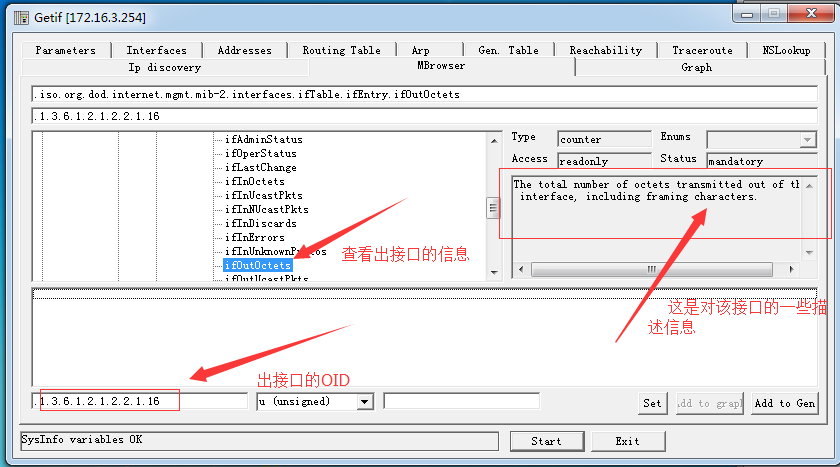 Getif [172.16.3.254]
Parameters
Interfaces
Addresses
Routing Table
Arp
Gen. Table
Reachability
Traceroute
NSLookup
Ip discovery
MBrowser
Graph
.iso.org.dod.internet.mgmt.mib-2.interfaces.ifTable.ifEntry.ifOutOctets
.1.3.6.1.2.1.2.2.1.16
ifAdminStatus
ifOperStatus
ifLastChange
ifInOctets
ifInUcastPkts
ifInNUcastPkts
ifInDiscards
ifInErrors
ifInUnknownProtos
ifOutOctets
ifOutUcastPkts
Type
counter
Enums
Access
readonly
Status
mandatory
The total number of octets transmitted out of th
interface, including framing characters.
查看出接口的信息
这是对该接口的一些描
述信息
出接口的OID
.1.3.6.1.2.1.2.2.1.16
u (unsigned)
Set
Add to graph
Add to Gen
SysInfo variables OK
Start
Exit